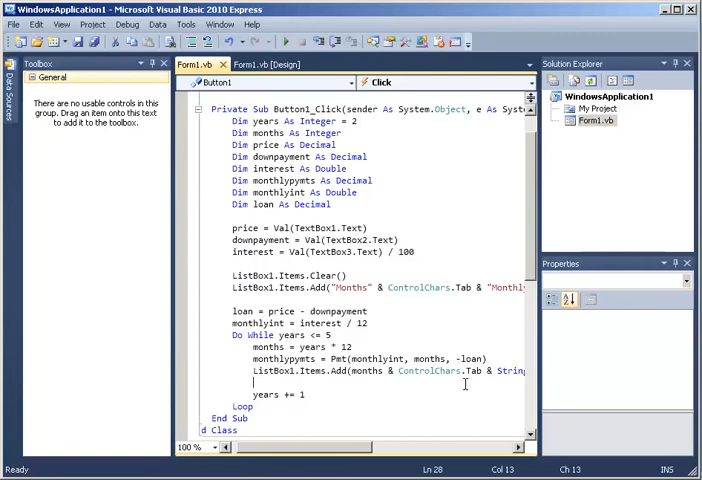 WindowsApplication1 - Microsoft Visual Basic 2010 Express
File Edit View Project Debug Data Tools Window Help
Toolbox
General
There are no usable controls in this
group. Drag an item onto this text
to add it to the toolbox.
Data Sources
Form1.vb Form1.vb [Design]
Button1 Click
Private Sub Button1_Click(sender As System.Object, e As Syst
Dim years As Integer = 2
Dim months As Integer
Dim price As Decimal
Dim downpayment As Decimal
Dim interest As Double
Dim monthlypymts As Decimal
Dim monthlyint As Double
Dim loan As Decimal
price = Val(TextBox1.Text)
downpayment = Val(TextBox2.Text)
interest = Val(TextBox3.Text) / 100
ListBox1.Items.Clear()
ListBox1.Items.Add("Months" & ControlChars.Tab & "Monthly
loan = price - downpayment
monthlyint = interest / 12
Do While years <= 5
months = years * 12
monthlypymts = Pmt(monthlyint, months, -loan)
ListBox1.Items.Add(months & ControlChars.Tab & String
years += 1
Loop
End Sub
d Class
100 %
Solution Explorer
WindowsApplication1
My Project
Form1.vb
Properties
Ready Ln 28 Col 13 Ch 13 INS